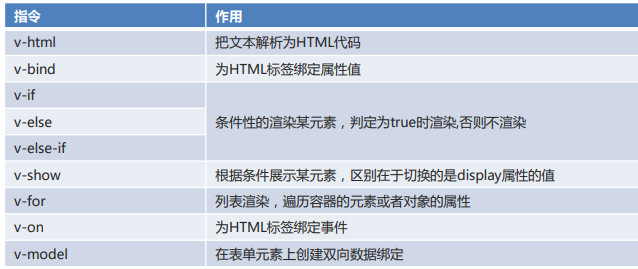 指令 作用
v-html 把文本解析为HTML代码
v-bind 为HTML标签绑定属性值
v-if
v-else 条件性的渲染某元素，判定为true时渲染,否则不渲染
v-else-if
v-show 根据条件展示某元素，区别在于切换的是display属性的值
v-for 列表渲染，遍历容器的元素或者对象的属性
v-on 为HTML标签绑定事件
v-model 在表单元素上创建双向数据绑定